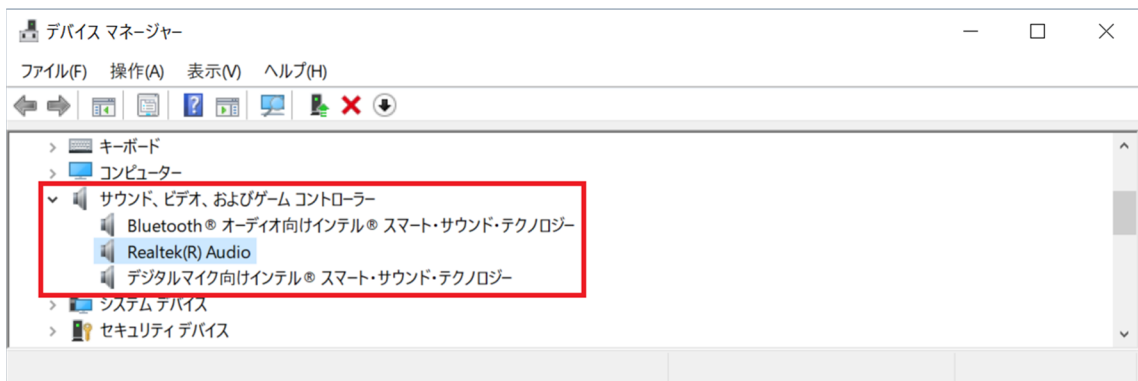 デバイス マネージャー
ファイル(F) 操作(A) 表示(V) ヘルプ(H)
キーボード
コンピューター
サウンド、ビデオ、およびゲーム コントローラー
Bluetooth® オーディオ向けインテル® スマート・サウンド・テクノロジー
Realtek(R) Audio
デジタルマイク向けインテル® スマート・サウンド・テクノロジー
システム デバイス
セキュリティ デバイス